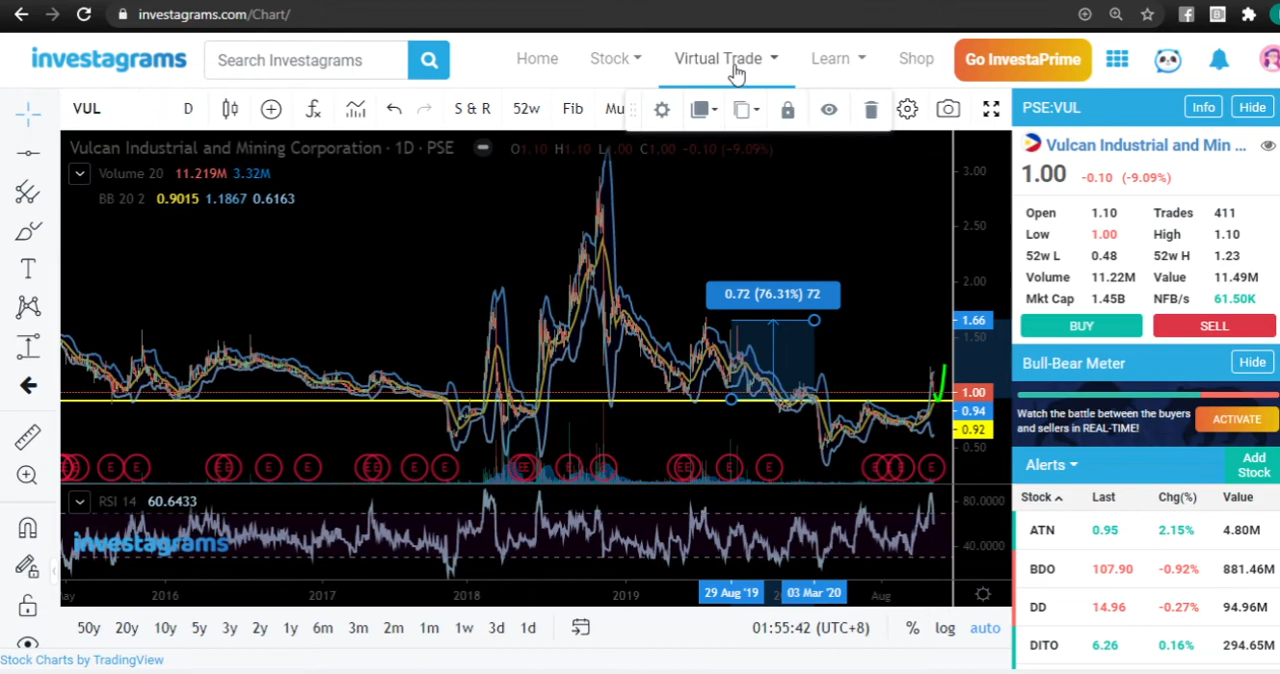 investagrams.com/Chart/
investagrams
Search Investagrams
Home
Stock
Virtual Trade
Learn
Shop
Go InvestaPrime
VUL
D
S & R
52w
Fib
Mu
Vulcan Industrial and Mining Corporation · 1D · PSE
O1.10 H1.10 L1.00 C1.00 -0.10 (-9.09%)
Volume 20 11.219M 3.32M
BB 20 2 0.9015 1.1867 0.6163
3.00
2.50
2.00
0.72 (76.31%) 72
1.66
1.50
1.00
0.94
0.92
0.50
E E E E E E E E E E E E E E E E E E E
RSI 14 60.6433
80.0000
40.0000
investagrams
2016
2017
2018
2019
29 Aug '19
03 Mar '20
Aug
50y 20y 10y 5y 3y 2y 1y 6m 3m 2m 1m 1w 3d 1d
01:55:42 (UTC+8)
% log auto
Stock Charts by TradingView
PSE:VUL
Info
Hide
Vulcan Industrial and Min ...
1.00 -0.10 (-9.09%)
Open 1.10 Trades 411
Low 1.00 High 1.10
52w L 0.48 52w H 1.23
Volume 11.22M Value 11.49M
Mkt Cap 1.45B NFB/s 61.50K
BUY
SELL
Bull-Bear Meter
Hide
Watch the battle between the buyers
and sellers in REAL-TIME!
ACTIVATE
Alerts
Add
Stock
Stock Last Chg(%) Value
ATN 0.95 2.15% 4.80M
BDO 107.90 -0.92% 881.46M
DD 14.96 -0.27% 94.96M
DITO 6.26 0.16% 294.65M